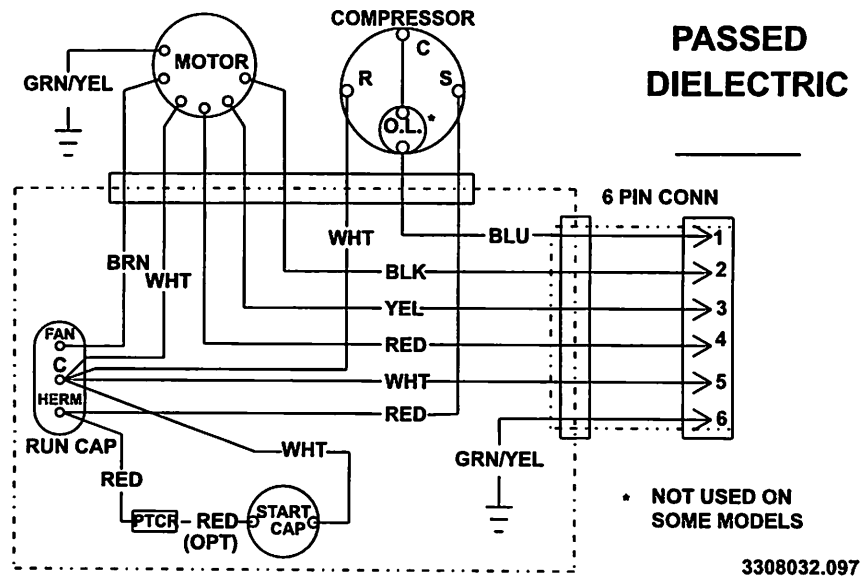 COMPRESSOR
PASSED
DIELECTRIC
MOTOR
C
R
S
GRN/YEL
O.L. *
6 PIN CONN
WHT
BLU
1
BRN
WHT
BLK
2
YEL
3
FAN
RED
4
C
WHT
5
HERM
RED
6
RUN CAP
WHT
GRN/YEL
RED
PTCR
RED
(OPT)
START
CAP
* NOT USED ON
SOME MODELS
3308032.097